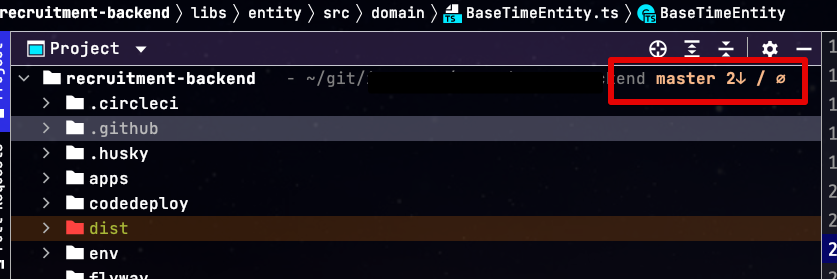 recruitment-backend 〉 libs 〉 entity 〉 src 〉 domain 〉 BaseTimeEntity.ts 〉 BaseTimeEntity
Project
recruitment-backend - ~/git/ end master 2↓ / ∅
.circleci
.github
.husky
apps
codedeploy
dist
env
flyway